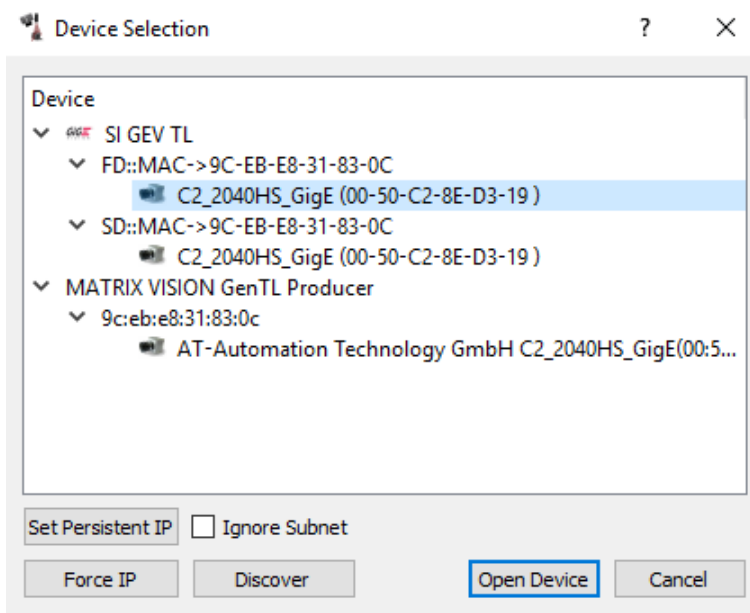 Device Selection
?
Device
GIGE SI GEV TL
FD::MAC->9C-EB-E8-31-83-0C
C2_2040HS_GigE (00-50-C2-8E-D3-19 )
SD::MAC->9C-EB-E8-31-83-0C
C2_2040HS_GigE (00-50-C2-8E-D3-19 )
MATRIX VISION GenTL Producer
9c:eb:e8:31:83:0c
AT-Automation Technology GmbH C2_2040HS_GigE(00:5...
Set Persistent IP Ignore Subnet
Force IP Discover Open Device Cancel